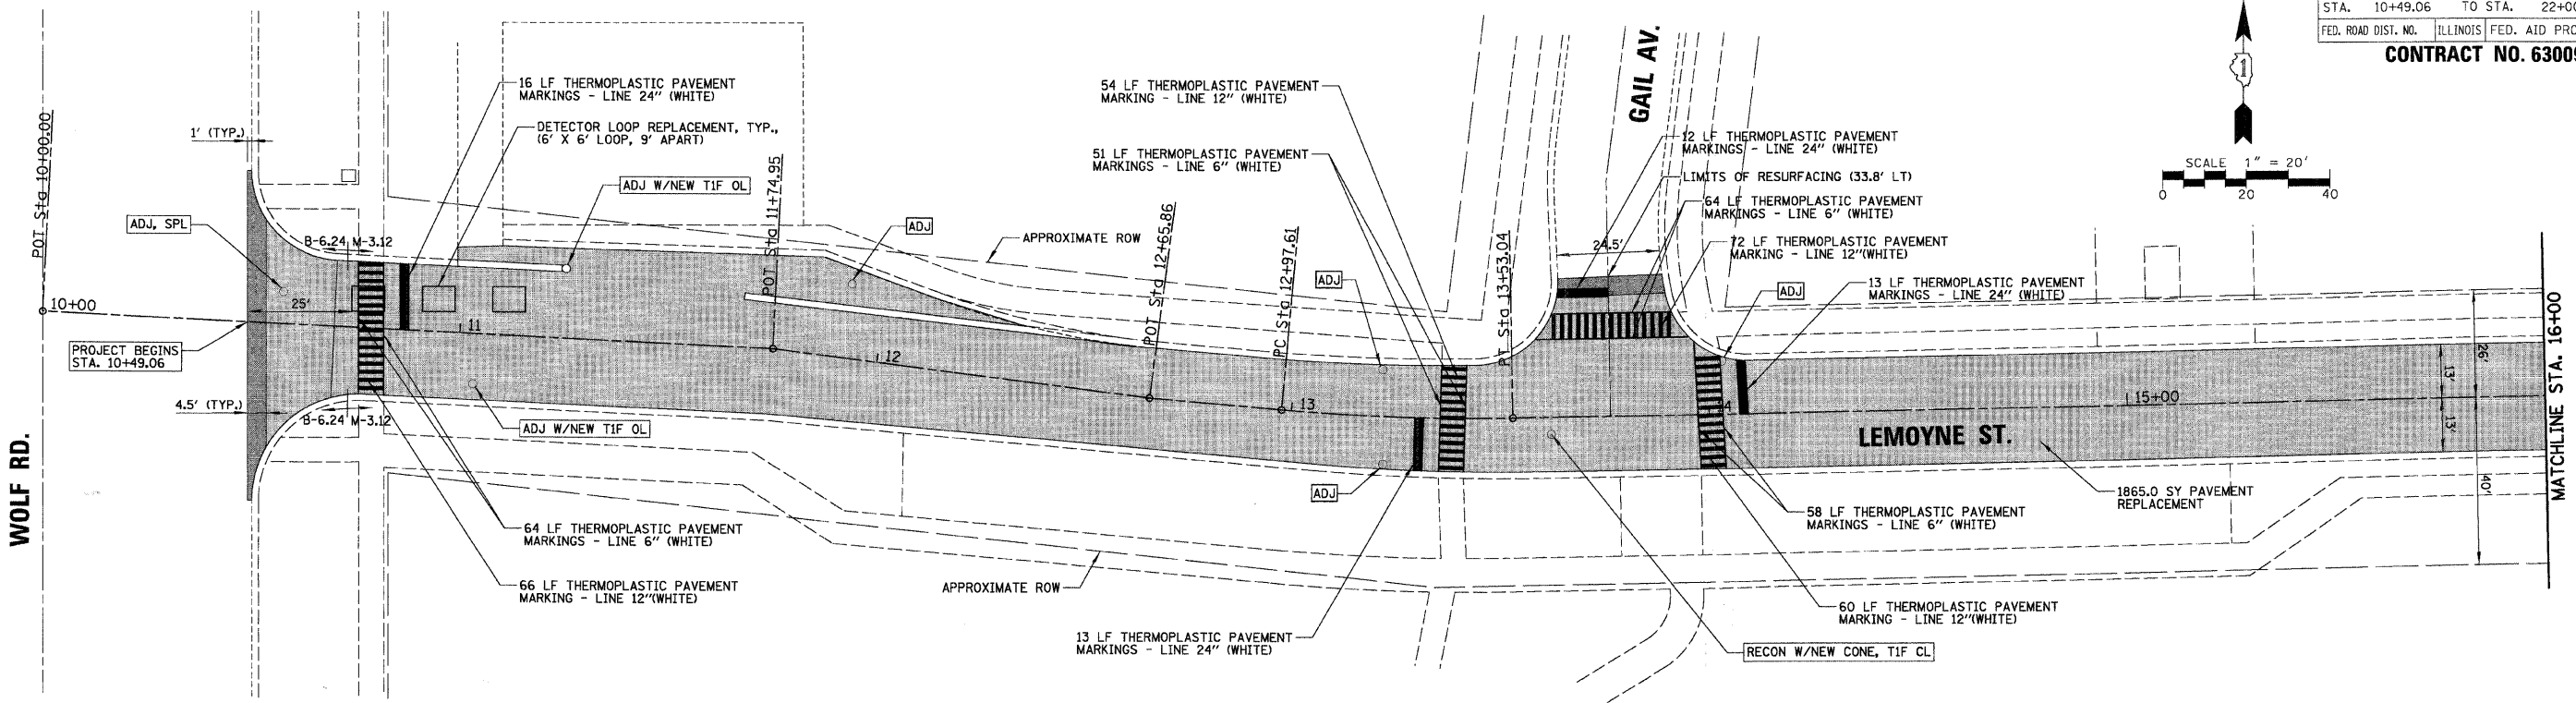 STA. 10+49.06 TO STA. 22+00
FED. ROAD DIST. NO. ILLINOIS FED. AID PRO
CONTRACT NO. 63009
1
SCALE 1" = 20'
0 20 40
WOLF RD.
POT Sta 10+00.00
10+00
1' (TYP.)
ADJ, SPL
25'
PROJECT BEGINS
STA. 10+49.06
4.5' (TYP.)
B-6.24 M-3.12
B-6.24 M-3.12
16 LF THERMOPLASTIC PAVEMENT
MARKINGS - LINE 24" (WHITE)
DETECTOR LOOP REPLACEMENT, TYP.,
(6' X 6' LOOP, 9' APART)
ADJ W/NEW T1F OL
11
ADJ W/NEW T1F OL
64 LF THERMOPLASTIC PAVEMENT
MARKINGS - LINE 6" (WHITE)
66 LF THERMOPLASTIC PAVEMENT
MARKING - LINE 12"(WHITE)
POT Sta 11+74.95
ADJ
12
APPROXIMATE ROW
APPROXIMATE ROW
POT Sta 12+65.86
PC Sta 12+97.61
13
54 LF THERMOPLASTIC PAVEMENT
MARKING - LINE 12" (WHITE)
51 LF THERMOPLASTIC PAVEMENT
MARKINGS - LINE 6" (WHITE)
ADJ
ADJ
13 LF THERMOPLASTIC PAVEMENT
MARKINGS - LINE 24" (WHITE)
PT Sta 13+53.04
GAIL AV.
24.5'
12 LF THERMOPLASTIC PAVEMENT
MARKINGS - LINE 24" (WHITE)
LIMITS OF RESURFACING (33.8' LT)
64 LF THERMOPLASTIC PAVEMENT
MARKINGS - LINE 6" (WHITE)
72 LF THERMOPLASTIC PAVEMENT
MARKING - LINE 12"(WHITE)
ADJ
13 LF THERMOPLASTIC PAVEMENT
MARKINGS - LINE 24" (WHITE)
14
LEMOYNE ST.
15+00
58 LF THERMOPLASTIC PAVEMENT
MARKINGS - LINE 6" (WHITE)
60 LF THERMOPLASTIC PAVEMENT
MARKING - LINE 12"(WHITE)
RECON W/NEW CONE, T1F CL
1865.0 SY PAVEMENT
REPLACEMENT
26'
13'
13'
40'
MATCHLINE STA. 16+00